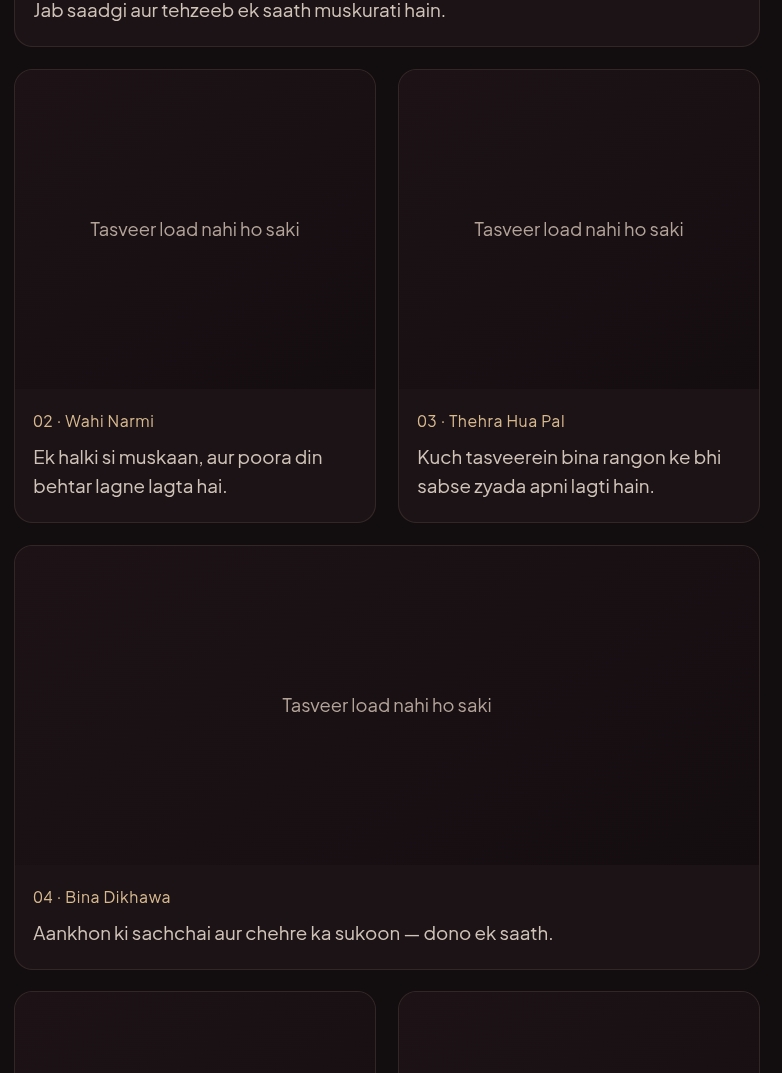 Jab saadgi aur tehzeeb ek saath muskurati hain.
Tasveer load nahi ho saki
Tasveer load nahi ho saki
02 · Wahi Narmi
Ek halki si muskaan, aur poora din
behtar lagne lagta hai.
03 · Thehra Hua Pal
Kuch tasveerein bina rangon ke bhi
sabse zyada apni lagti hain.
Tasveer load nahi ho saki
04 · Bina Dikhawa
Aankhon ki sachchai aur chehre ka sukoon — dono ek saath.